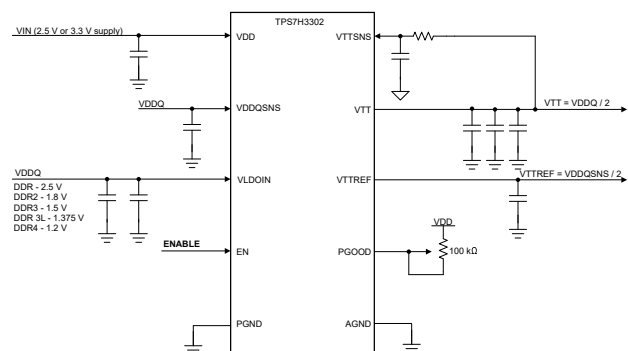 TPS7H3302
VIN (2.5 V or 3.3 V supply)
VDD
VTTSNS
VDDQ
VDDQSNS
VTT
VTT = VDDQ / 2
VDDQ
VLDOIN
VTTREF
VTTREF = VDDQSNS / 2
DDR - 2.5 V
DDR2 - 1.8 V
DDR3 - 1.5 V
DDR 3L - 1.375 V
DDR4 - 1.2 V
VDD
ENABLE
EN
PGOOD
100 kΩ
PGND
AGND